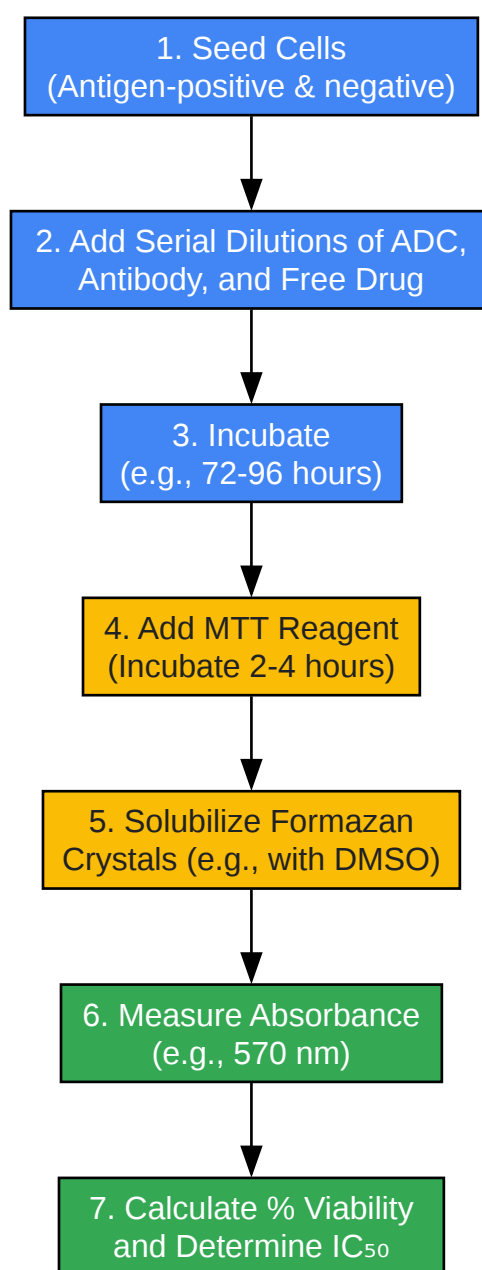 1. Seed Cells
(Antigen-positive & negative)
2. Add Serial Dilutions of ADC,
Antibody, and Free Drug
3. Incubate
(e.g., 72-96 hours)
4. Add MTT Reagent
(Incubate 2-4 hours)
5. Solubilize Formazan
Crystals (e.g., with DMSO)
6. Measure Absorbance
(e.g., 570 nm)
7. Calculate % Viability
and Determine IC₅₀